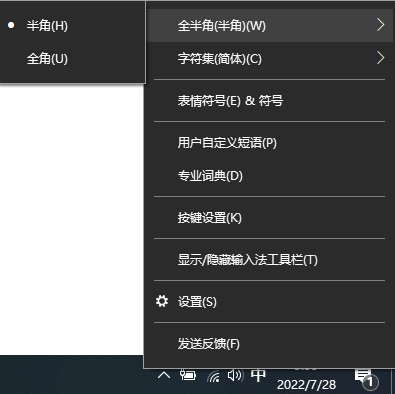 半角(H)
全角(U)
全半角(半角)(W)
字符集(简体)(C)
表情符号(E) & 符号
用户自定义短语(P)
专业词典(D)
按键设置(K)
显示/隐藏输入法工具栏(T)
设置(S)
发送反馈(F)
中
2022/7/28
1